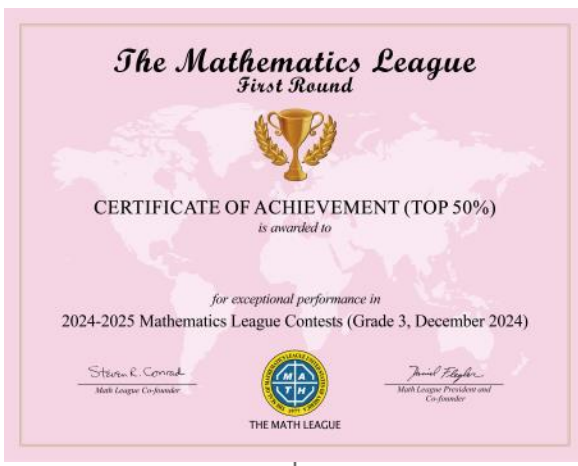 The Mathematics League
First Round
CERTIFICATE OF ACHIEVEMENT (TOP 50%)
is awarded to
for exceptional performance in
2024-2025 Mathematics League Contests (Grade 3, December 2024)
Steven R. Conrad
Daniel Flegler
Math League Co-founder
Math League President and
Co-founder
M A
T H
THE MATH LEAGUE